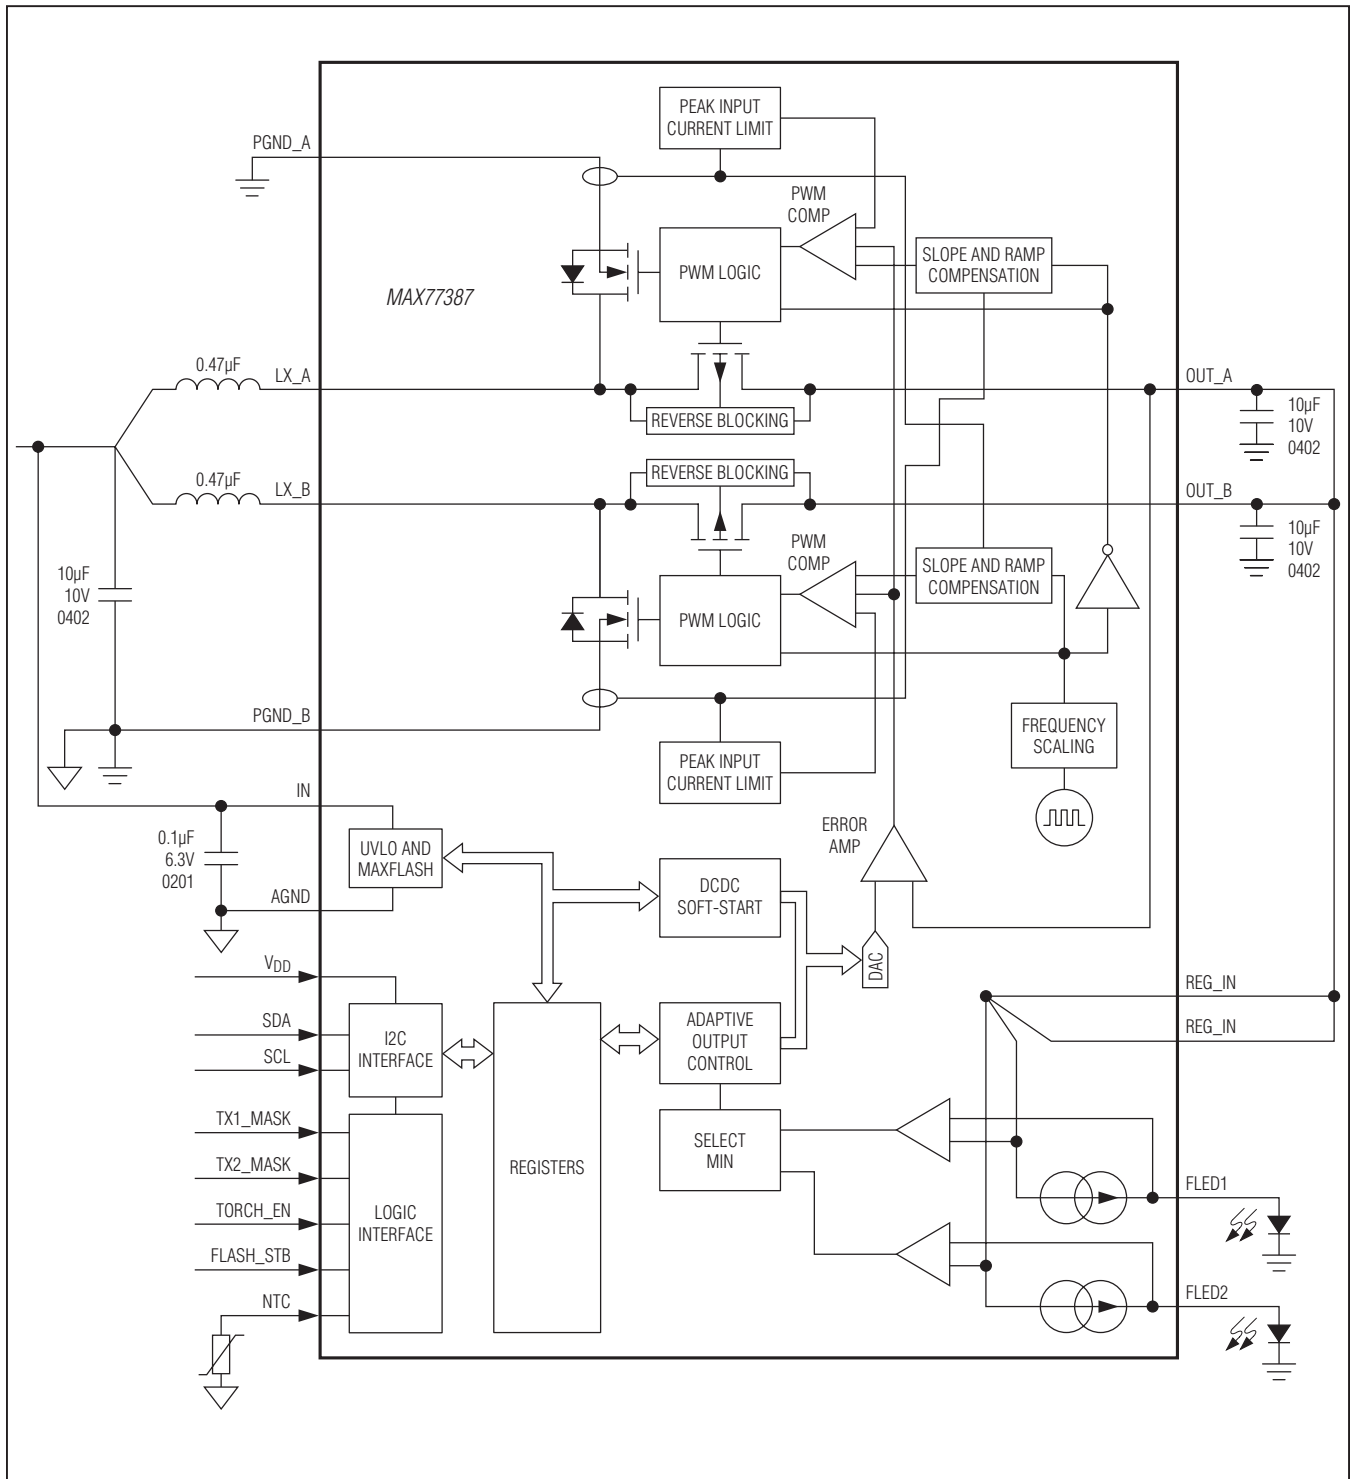 PEAK INPUT
CURRENT LIMIT
PGND_A
PWM
COMP
PWM LOGIC
SLOPE AND RAMP
COMPENSATION
MAX77387
0.47µF
LX_A
OUT_A
REVERSE BLOCKING
10µF
10V
0402
REVERSE BLOCKING
0.47µF
LX_B
OUT_B
PWM
COMP
10µF
10V
0402
SLOPE AND RAMP
COMPENSATION
10µF
10V
0402
PWM LOGIC
PGND_B
FREQUENCY
SCALING
PEAK INPUT
CURRENT LIMIT
IN
0.1µF
6.3V
0201
UVLO AND
MAXFLASH
ERROR
AMP
AGND
DCDC
SOFT-START
DAC
VDD
REG_IN
SDA
I2C
INTERFACE
ADAPTIVE
OUTPUT
CONTROL
REG_IN
SCL
TX1_MASK
SELECT
MIN
TX2_MASK
REGISTERS
FLED1
TORCH_EN
LOGIC
INTERFACE
FLASH_STB
FLED2
NTC